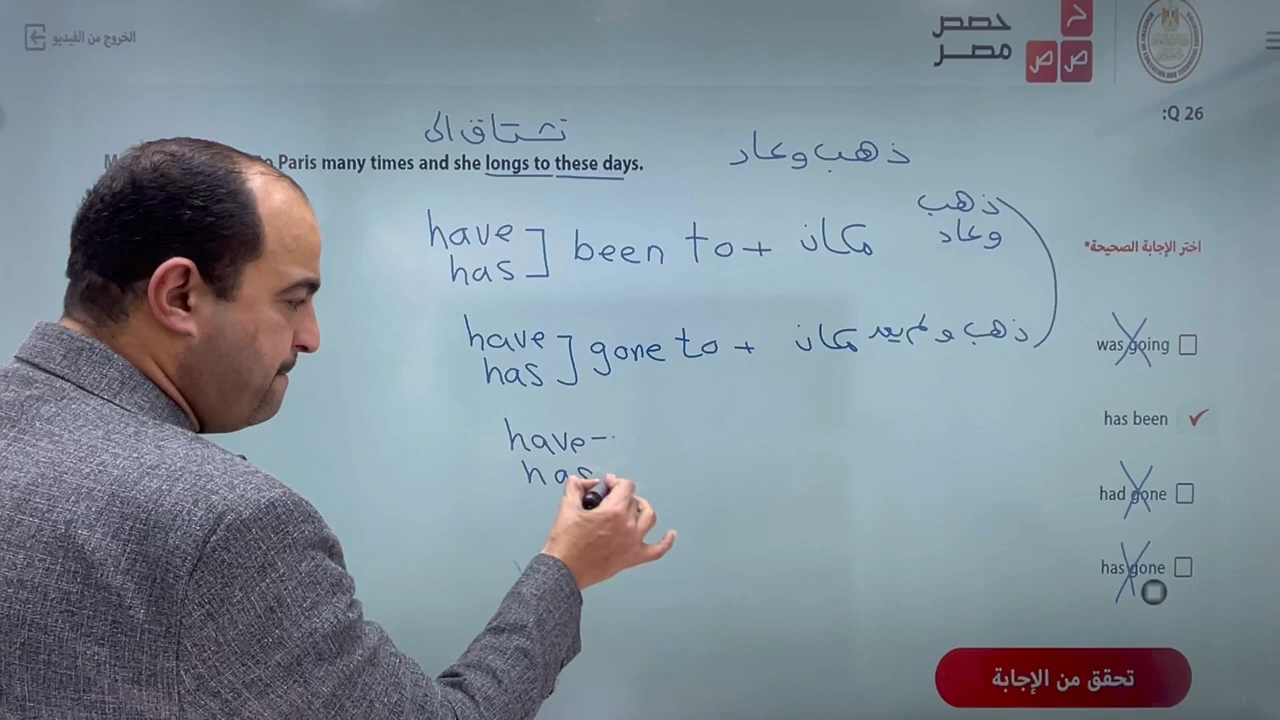 الخروج من الفيديو
حصص
مصر
ح
ص ص
:Q 26
تشتاق الى
ذهب وعاد
Paris many times and she longs to these days.
have
has ] been to + مكان ذهب
وعاد
اختر الإجابة الصحيحة*
have
has ] gone to + مكان ذهب ولم يعد
was going
has been
have
has
had gone
has gone
تحقق من الإجابة